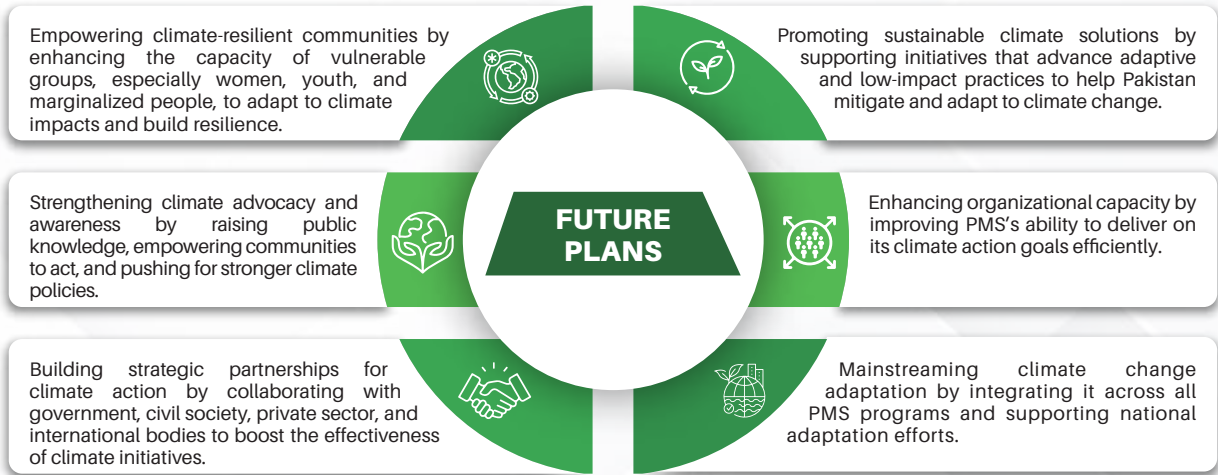 Empowering climate-resilient communities by
enhancing the capacity of vulnerable
groups, especially women, youth, and
marginalized people, to adapt to climate
impacts and build resilience.
Promoting sustainable climate solutions by
supporting initiatives that advance adaptive
and low-impact practices to help Pakistan
mitigate and adapt to climate change.
Strengthening climate advocacy and
awareness by raising public
knowledge, empowering communities
to act, and pushing for stronger climate
policies.
FUTURE
PLANS
Enhancing organizational capacity by
improving PMS's ability to deliver on
its climate action goals efficiently.
Building strategic partnerships for
climate action by collaborating with
government, civil society, private sector, and
international bodies to boost the effectiveness
of climate initiatives.
Mainstreaming climate change
adaptation by integrating it across all
PMS programs and supporting national
adaptation efforts.